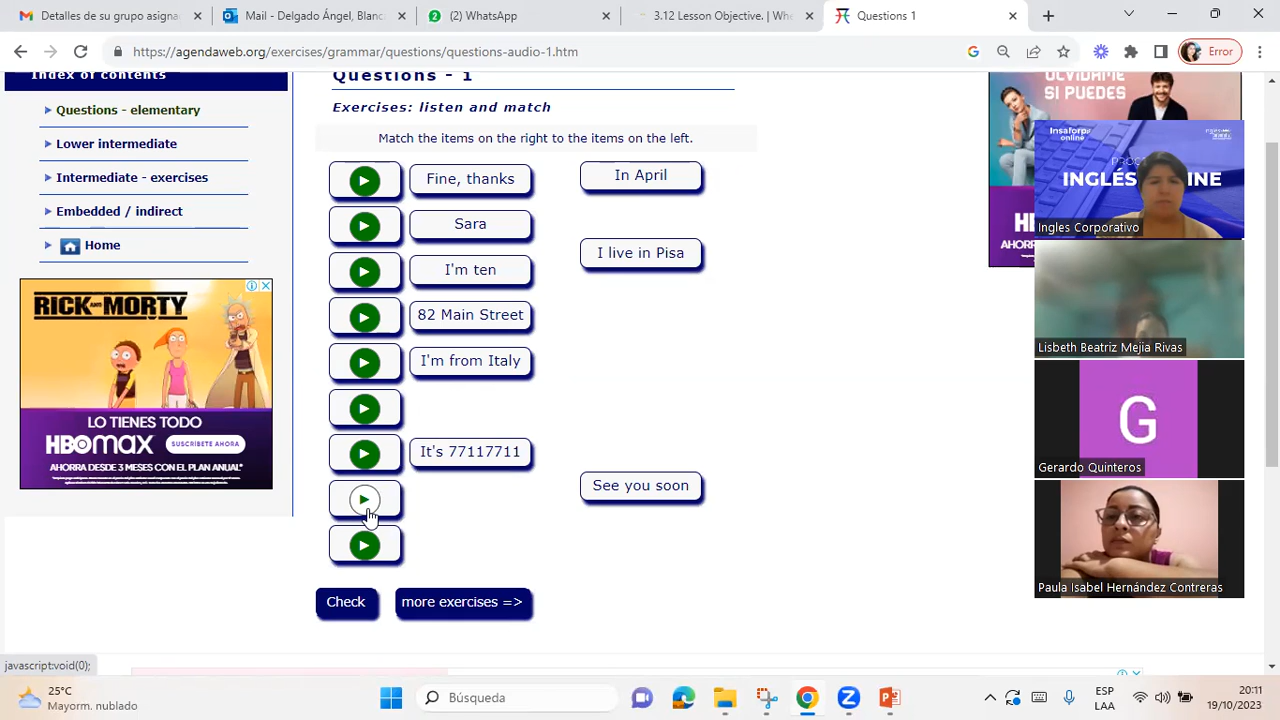 Detalles de su grupo asigna
Mail - Delgado Ángel, Blanc
(2) WhatsApp
3.12 Lesson Objective. | Whe
Questions 1
https://agendaweb.org/exercises/grammar/questions/questions-audio-1.htm
Error
Index of contents
Questions - elementary
Lower intermediate
Intermediate - exercises
Embedded / indirect
Home
RICK AND MORTY
LO TIENES TODO
HBOMAX
SUSCRÍBETE AHORA
AHORRA DESDE 3 MESES CON EL PLAN ANUAL*
Questions - 1
Exercises: listen and match
Match the items on the right to the items on the left.
Fine, thanks
In April
Sara
I live in Pisa
I'm ten
82 Main Street
I'm from Italy
It's 77117711
See you soon
Check
more exercises =>
OLVÍDAME
SI PUEDES
Insaforp
online
INGLÉS
INE
Ingles Corporativo
Lisbeth Beatriz Mejia Rivas
G
Gerardo Quinteros
Paula Isabel Hernández Contreras
javascript:void(0);
25°C
Mayorm. nublado
Búsqueda
ESP
LAA
20:11
19/10/2023